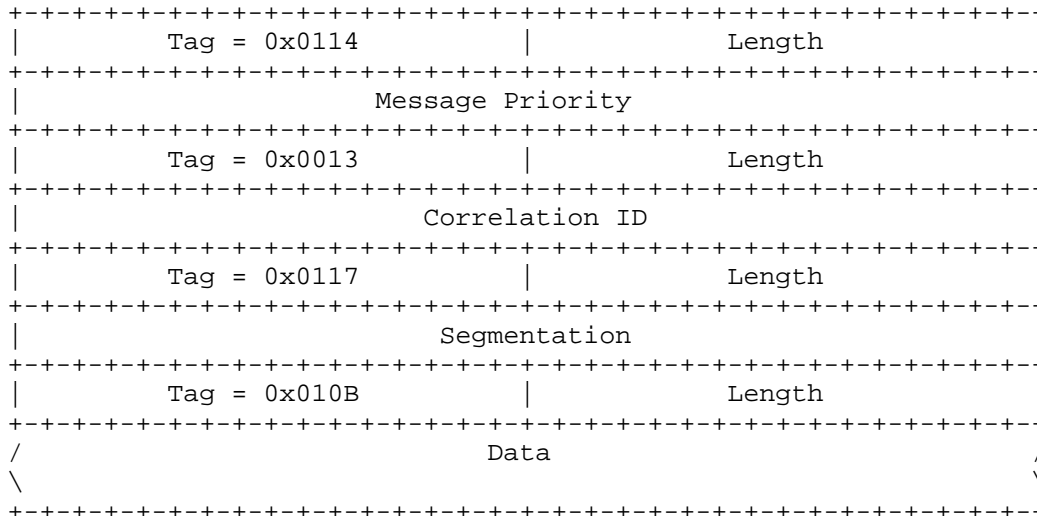 +-+-+-+-+-+-+-+-+-+-+-+-+-+-+-+-+-+-+-+-+-+-+-+-+-+-+-+-+-+-+-+-+-
| Tag = 0x0114 | Length
+-+-+-+-+-+-+-+-+-+-+-+-+-+-+-+-+-+-+-+-+-+-+-+-+-+-+-+-+-+-+-+-+-
| Message Priority
+-+-+-+-+-+-+-+-+-+-+-+-+-+-+-+-+-+-+-+-+-+-+-+-+-+-+-+-+-+-+-+-+-
| Tag = 0x0013 | Length
+-+-+-+-+-+-+-+-+-+-+-+-+-+-+-+-+-+-+-+-+-+-+-+-+-+-+-+-+-+-+-+-+-
| Correlation ID
+-+-+-+-+-+-+-+-+-+-+-+-+-+-+-+-+-+-+-+-+-+-+-+-+-+-+-+-+-+-+-+-+-
| Tag = 0x0117 | Length
+-+-+-+-+-+-+-+-+-+-+-+-+-+-+-+-+-+-+-+-+-+-+-+-+-+-+-+-+-+-+-+-+-
| Segmentation
+-+-+-+-+-+-+-+-+-+-+-+-+-+-+-+-+-+-+-+-+-+-+-+-+-+-+-+-+-+-+-+-+-
| Tag = 0x010B | Length
+-+-+-+-+-+-+-+-+-+-+-+-+-+-+-+-+-+-+-+-+-+-+-+-+-+-+-+-+-+-+-+-+-
/ Data /
\ \
+-+-+-+-+-+-+-+-+-+-+-+-+-+-+-+-+-+-+-+-+-+-+-+-+-+-+-+-+-+-+-+-+-